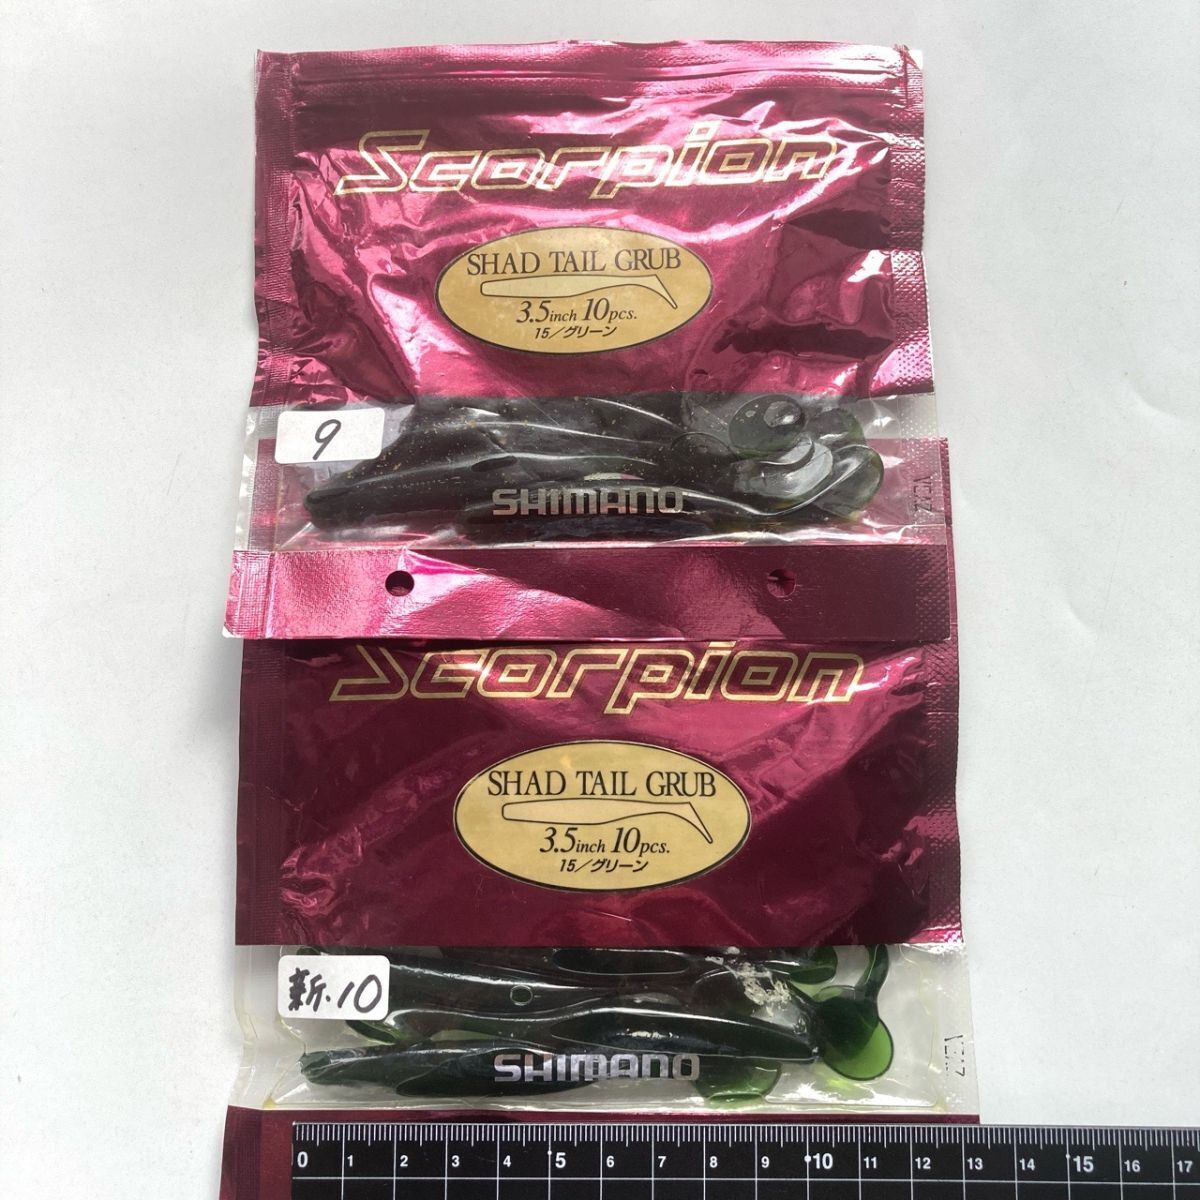 Scorpion
SHAD TAIL GRUB
3.5inch 10pcs.
15/グリーン
9
SHIMANO
Scorpion
SHAD TAIL GRUB
3.5inch 10pcs.
15/グリーン
新.10
SHIMANO
0 1 2 3 4 5 6 7 8 9 10 11 12 13 14 15 16 17